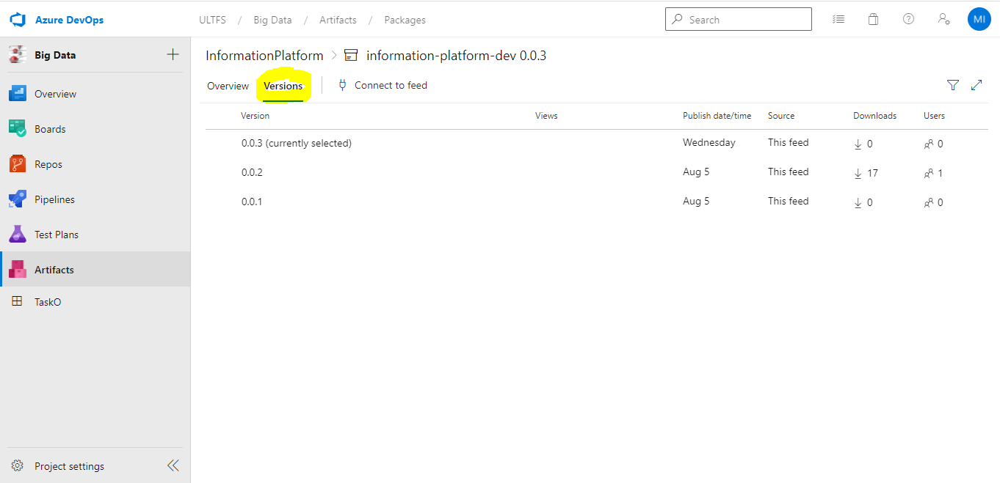 Azure DevOps
ULTFS / Big Data / Artifacts / Packages
Search
MI
Big Data
Overview
Boards
Repos
Pipelines
Test Plans
Artifacts
TaskO
Project settings
InformationPlatform > information-platform-dev 0.0.3
Overview Versions Connect to feed
Version Views Publish date/time Source Downloads Users
0.0.3 (currently selected) Wednesday This feed 0 0
0.0.2 Aug 5 This feed 17 1
0.0.1 Aug 5 This feed 0 0